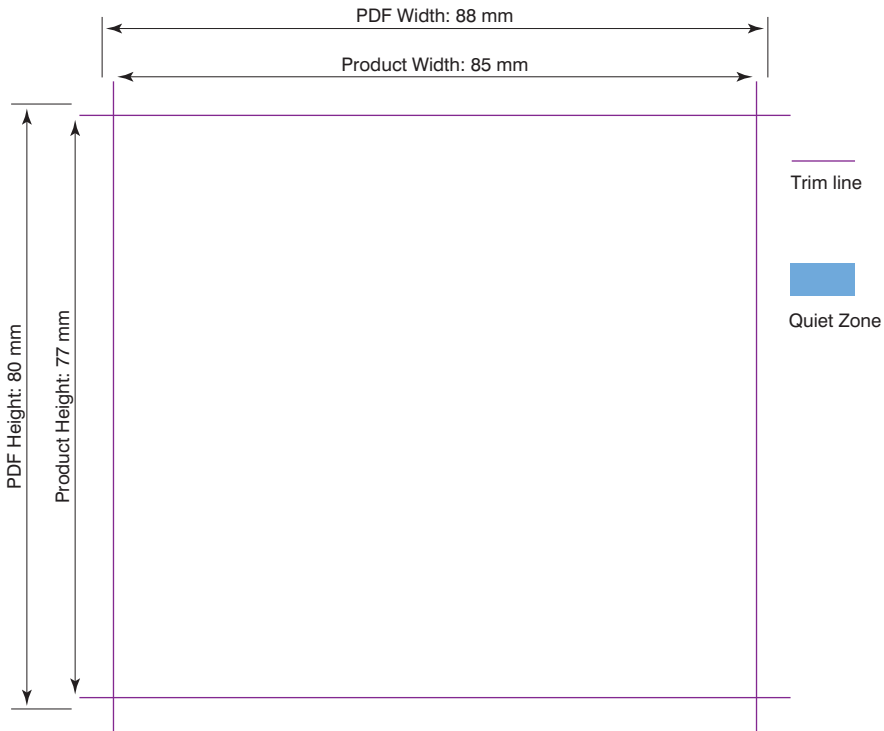 PDF Width: 88 mm
Product Width: 85 mm
PDF Height: 80 mm
Product Height: 77 mm
Trim line
Quiet Zone